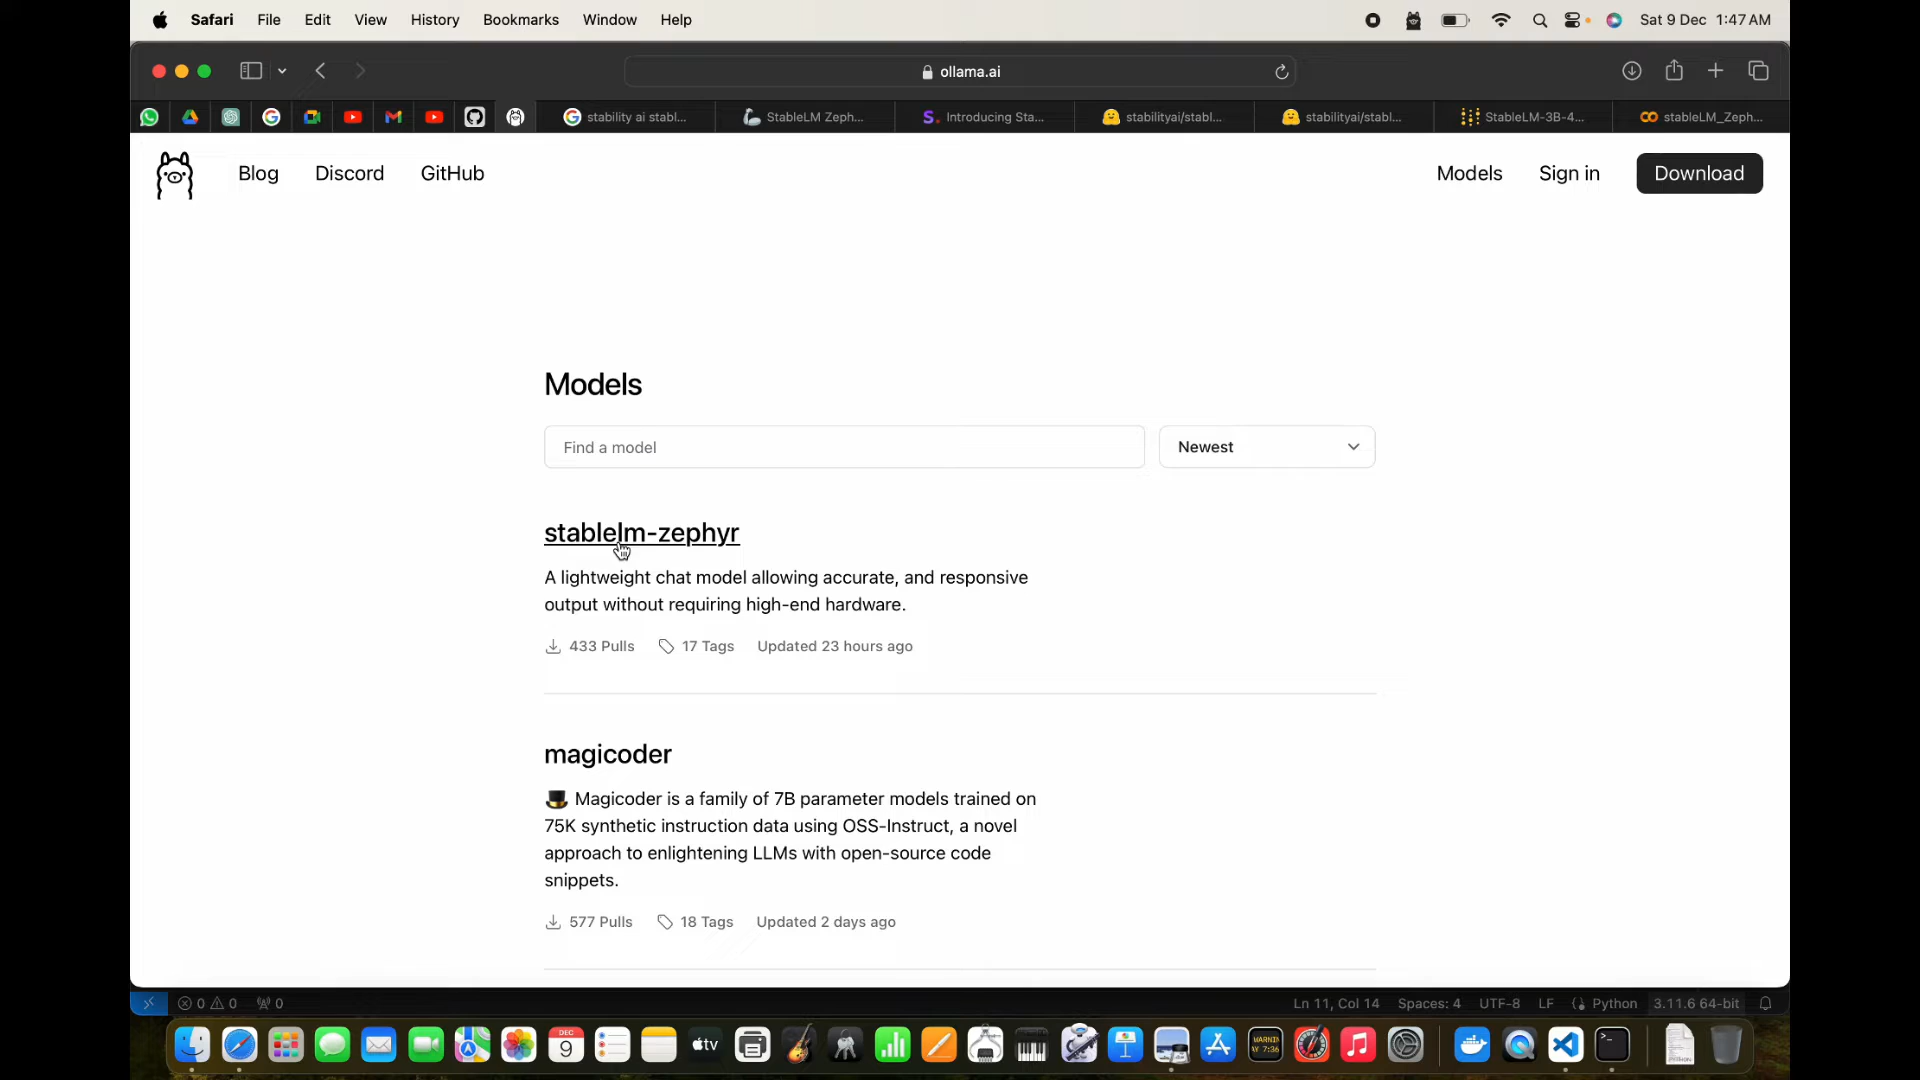 Safari File Edit View History Bookmarks Window Help Sat 9 Dec 1:47 AM
ollama.ai
stability ai stabl... StableLM Zeph... Introducing Sta... stabilityai/stabl... stabilityai/stabl... StableLM-3B-4... stableLM_Zeph...
Blog Discord GitHub Models Sign in Download
Models
Find a model Newest
stablelm-zephyr
A lightweight chat model allowing accurate, and responsive
output without requiring high-end hardware.
433 Pulls 17 Tags Updated 23 hours ago
magicoder
Magicoder is a family of 7B parameter models trained on
75K synthetic instruction data using OSS-Instruct, a novel
approach to enlightening LLMs with open-source code
snippets.
577 Pulls 18 Tags Updated 2 days ago
0 0 0 Ln 11, Col 14 Spaces: 4 UTF-8 LF Python 3.11.6 64-bit
DEC
9
tv